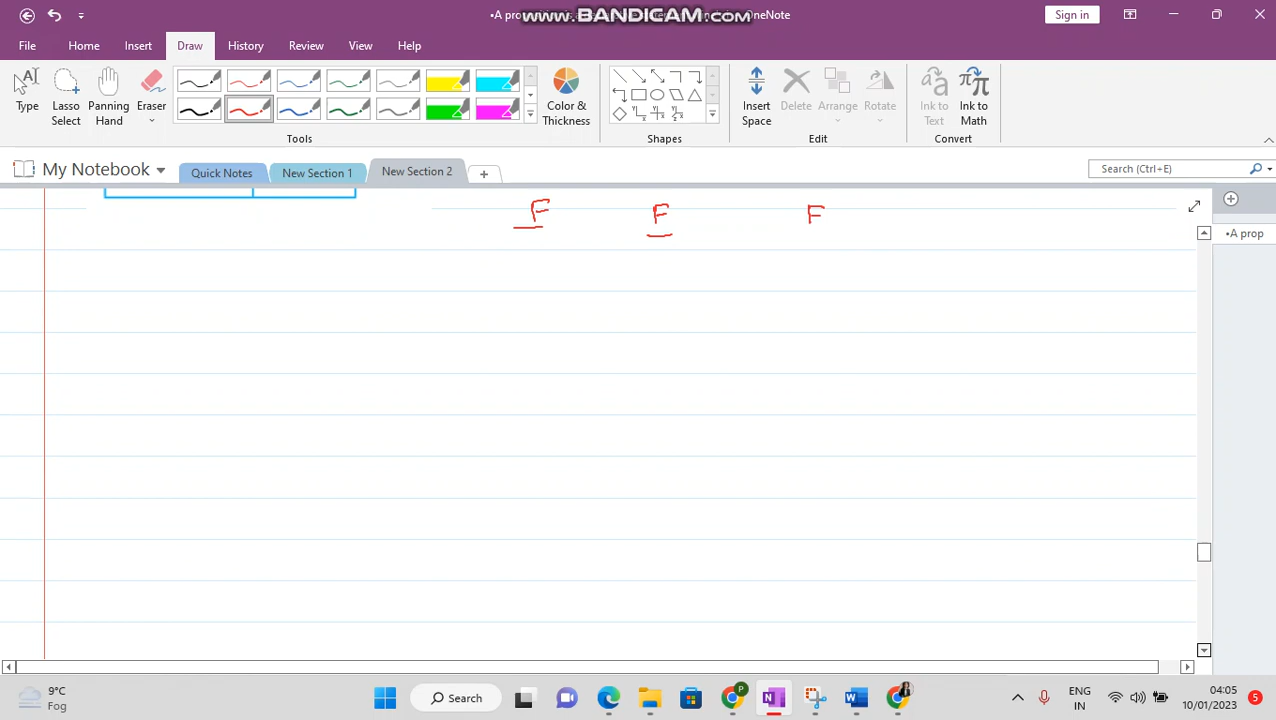 •A prop
www.BANDICAM.com
OneNote
Sign in
File Home Insert Draw History Review View Help
Type
Lasso Select
Panning Hand
Eraser
Color & Thickness
Insert Space
Delete
Arrange
Rotate
Ink to Text
Ink to Math
Tools
Shapes
Edit
Convert
My Notebook
Quick Notes
New Section 1
New Section 2
Search (Ctrl+E)
•A prop
F F F
9°C
Fog
Search
ENG
IN
04:05
10/01/2023
5